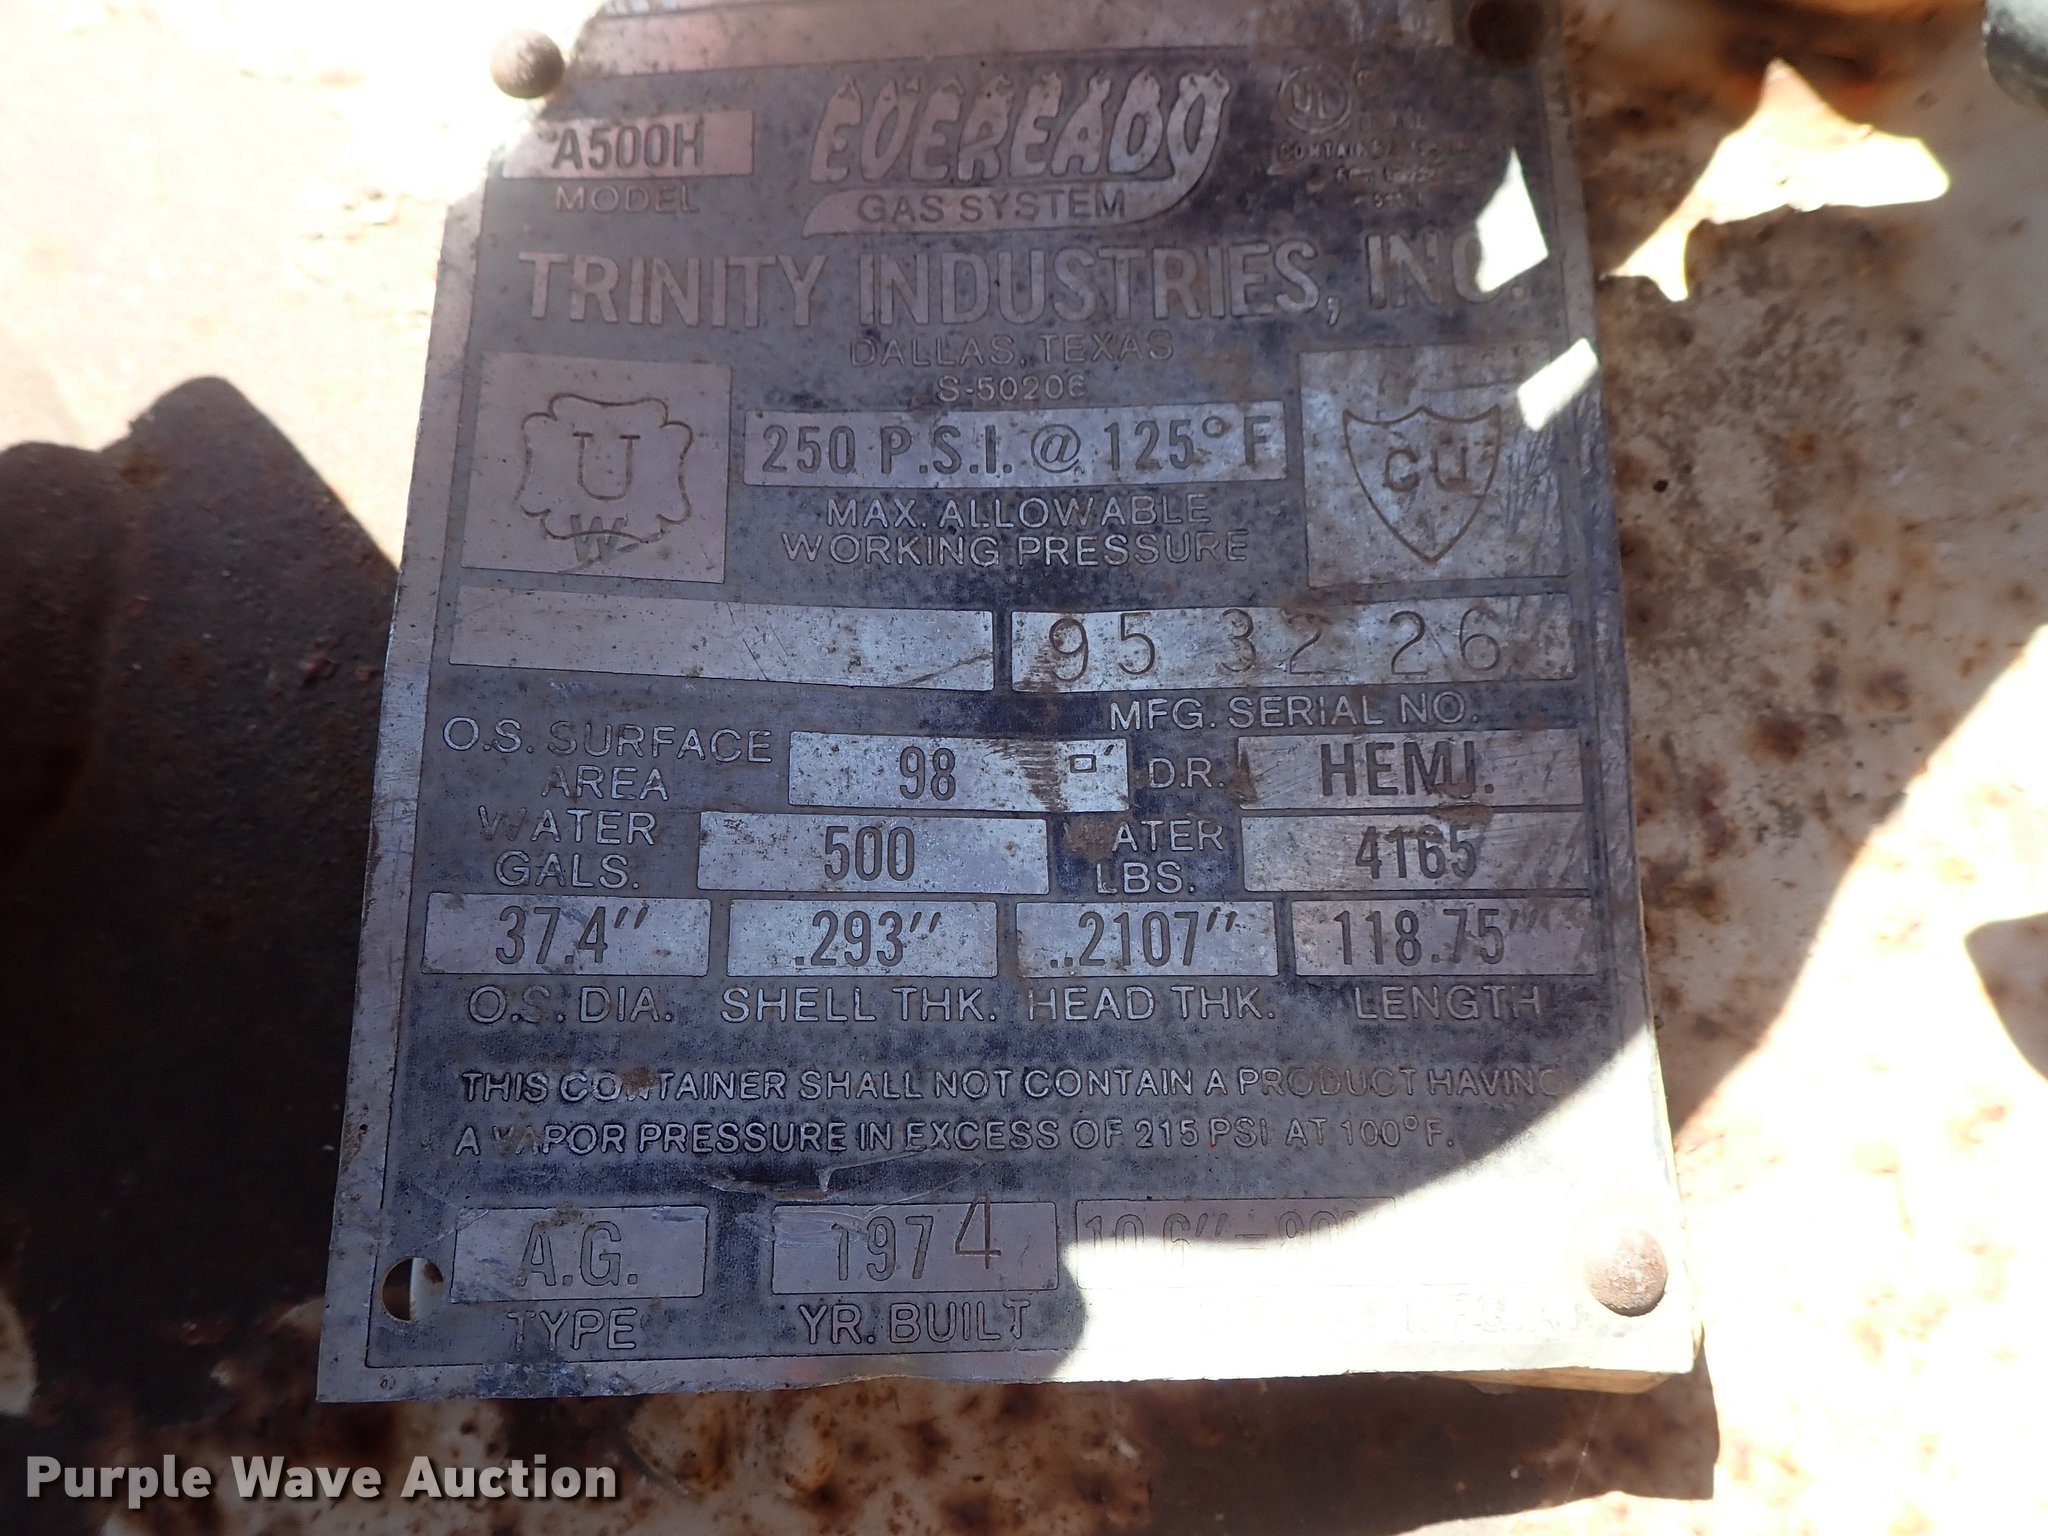 A500H
MODEL
EVEREADY
GAS SYSTEM
UL
TRINITY INDUSTRIES, INC.
DALLAS, TEXAS
S-50206
U
W
250 P.S.I. @ 125° F
MAX. ALLOWABLE
WORKING PRESSURE
95 32 26
MFG. SERIAL NO.
O.S. SURFACE
AREA
98 □'
D.R.
HEMI.
WATER
GALS.
500
WATER
LBS.
4165
37.4" .293" ..2107" 118.75"
O.S. DIA. SHELL THK. HEAD THK. LENGTH
THIS CONTAINER SHALL NOT CONTAIN A PRODUCT HAVING
A VAPOR PRESSURE IN EXCESS OF 215 PSI AT 100° F.
A.G. 1974
TYPE YR. BUILT
Purple Wave Auction